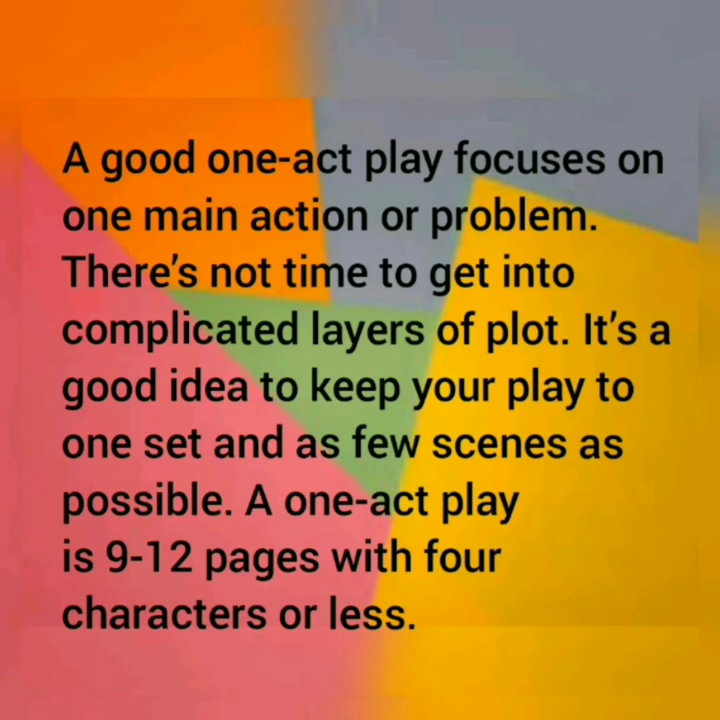 A good one-act play focuses on
one main action or problem.
There's not time to get into
complicated layers of plot. It's a
good idea to keep your play to
one set and as few scenes as
possible. A one-act play
is 9-12 pages with four
characters or less.